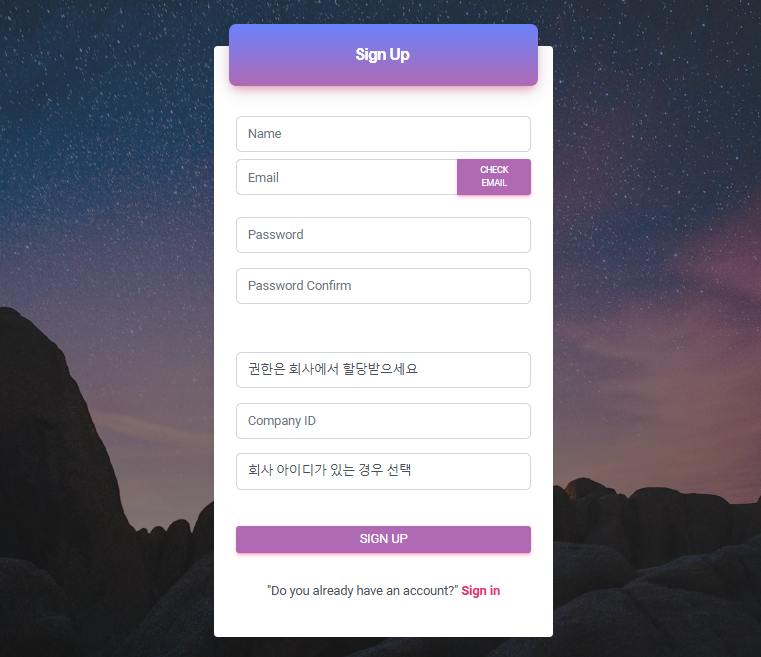 Sign Up
Name
Email
CHECK
EMAIL
Password
Password Confirm
권한은 회사에서 할당받으세요
Company ID
회사 아이디가 있는 경우 선택
SIGN UP
"Do you already have an account?" Sign in